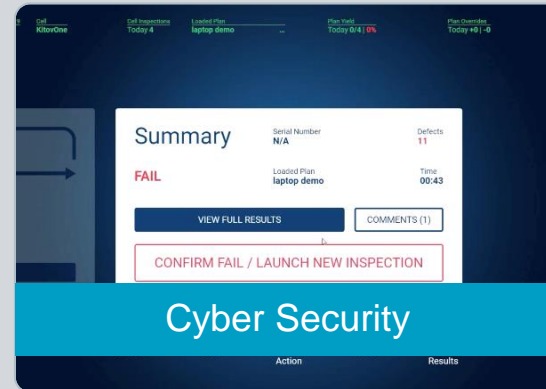 Cell Cell Inspections Loaded Plan Plan Yield Plan Overrides
KitovOne Today 4 laptop demo ... Today 0/4 | 0% Today +0 | -0
Summary Serial Number Defects
N/A 11
FAIL Loaded Plan Time
laptop demo 00:43
VIEW FULL RESULTS COMMENTS (1)
CONFIRM FAIL / LAUNCH NEW INSPECTION
Cyber Security
Action Results